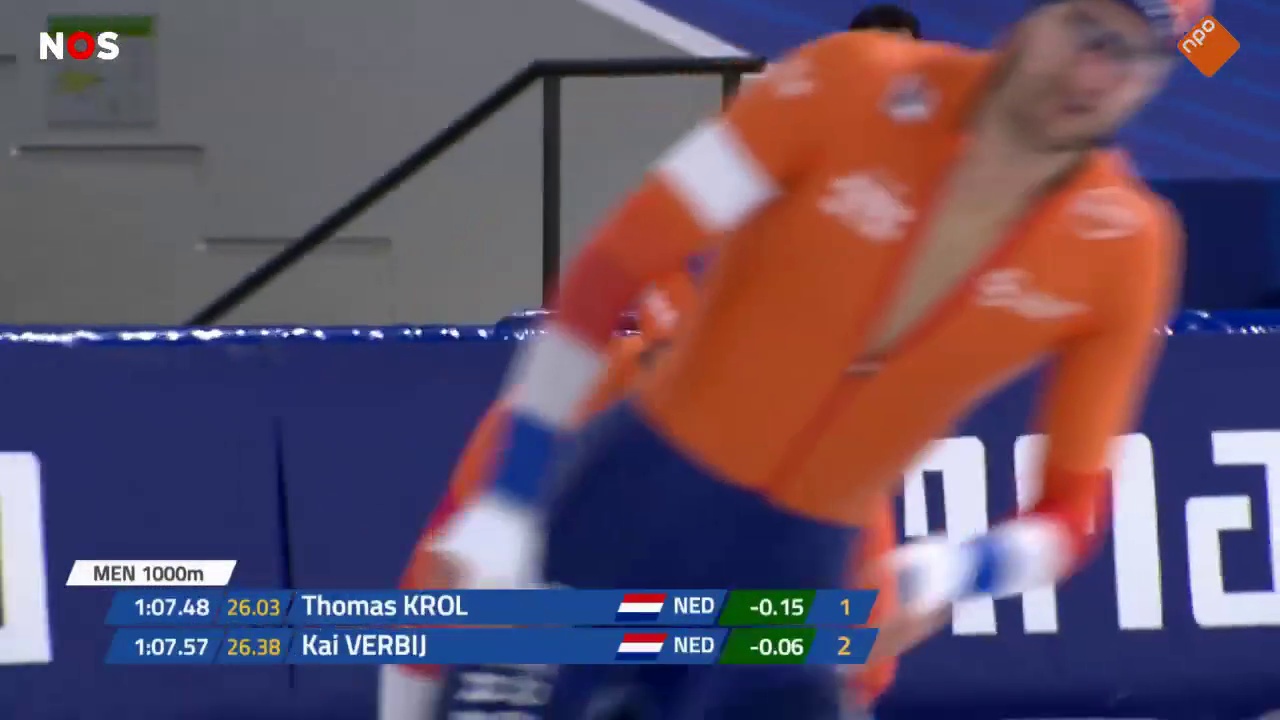 NOS
npo
MEN 1000m
1:07.48 26.03 Thomas KROL NED -0.15 1
1:07.57 26.38 Kai VERBIJ NED -0.06 2